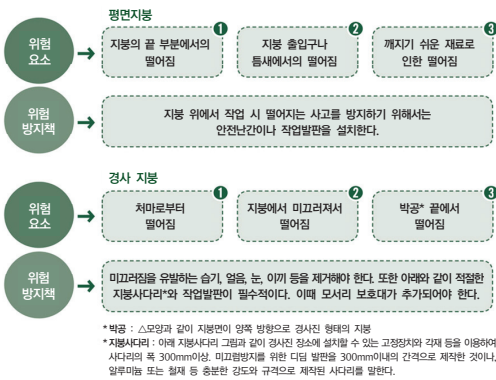 평면지붕
위험
요소
➜
1
지붕의 끝 부분에서의
떨어짐
2
지붕 출입구나
틈새에서의 떨어짐
3
깨지기 쉬운 재료로
인한 떨어짐
위험
방지책
➜
지붕 위에서 작업 시 떨어지는 사고를 방지하기 위해서는
안전난간이나 작업발판을 설치한다.
경사 지붕
위험
요소
➜
1
처마로부터
떨어짐
2
지붕에서 미끄러져서
떨어짐
3
박공* 끝에서
떨어짐
위험
방지책
➜
미끄러짐을 유발하는 습기, 얼음, 눈, 이끼 등을 제거해야 한다. 또한 아래와 같이 적절한
지붕사다리*와 작업발판이 필수적이다. 이때 모서리 보호대가 추가되어야 한다.
* 박공 : △모양과 같이 지붕면이 양쪽 방향으로 경사진 형태의 지붕
* 지붕사다리 : 아래 지붕사다리 그림과 같이 경사진 장소에 설치할 수 있는 고정장치와 각재 등을 이용하여
사다리의 폭 300mm이상. 미끄럼방지를 위한 디딤 발판을 300mm이내의 간격으로 제작한 것이나,
알루미늄 또는 철재 등 충분한 강도와 규격으로 제작된 사다리를 말한다.